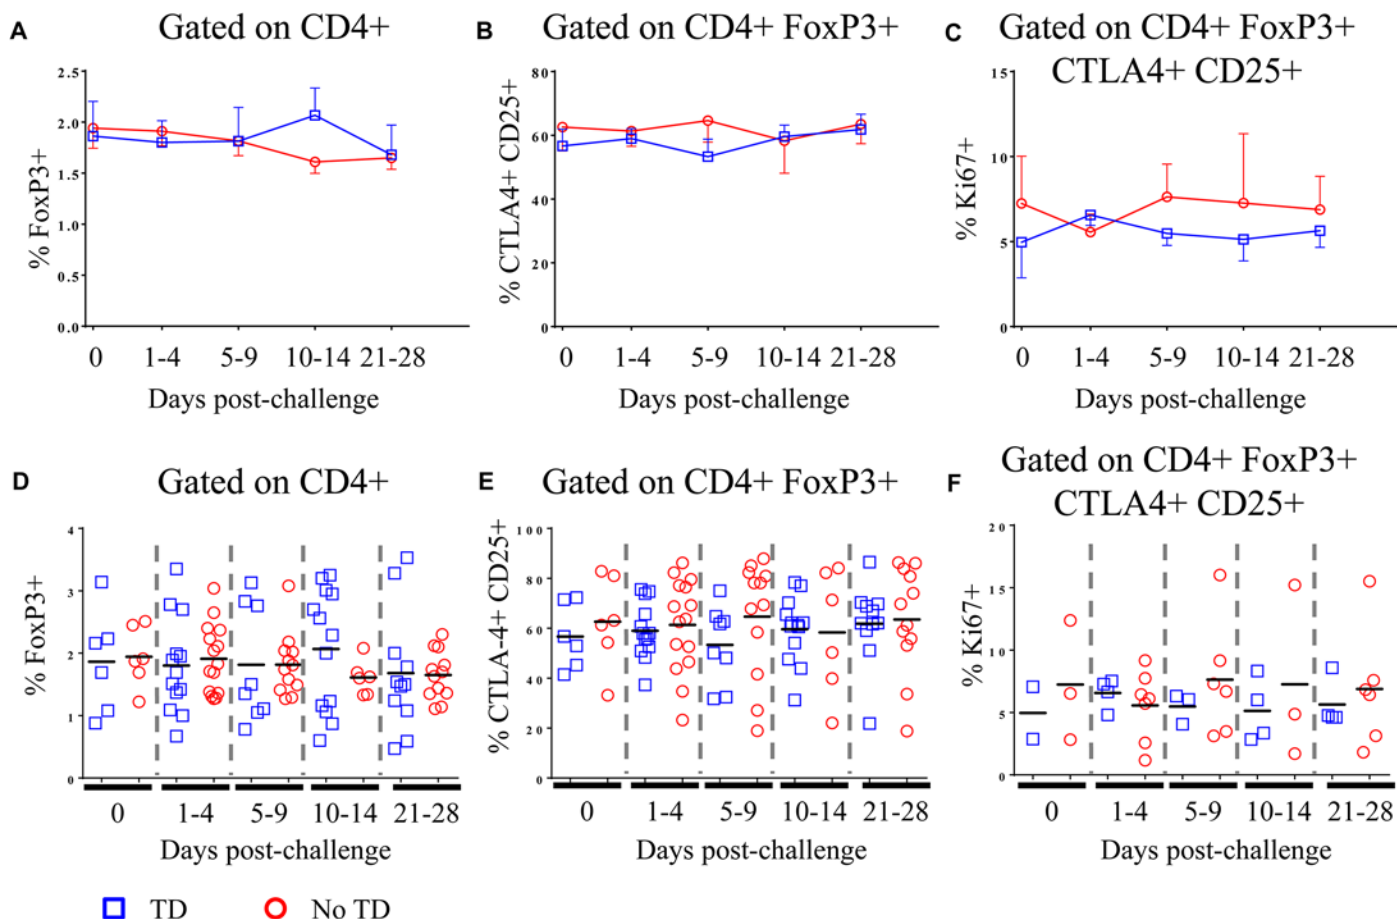 A Gated on CD4+
% FoxP3+
2.5
2.0
1.5
1.0
0.5
0.0
0 1-4 5-9 10-14 21-28
Days post-challenge
B Gated on CD4+ FoxP3+
% CTLA4+ CD25+
80
60
40
20
0
0 1-4 5-9 10-14 21-28
Days post-challenge
C Gated on CD4+ FoxP3+
CTLA4+ CD25+
% Ki67+
15
10
5
0
0 1-4 5-9 10-14 21-28
Days post-challenge
D Gated on CD4+
% FoxP3+
4
3
2
1
0
0 1-4 5-9 10-14 21-28
Days post-challenge
E Gated on CD4+ FoxP3+
% CTLA-4+ CD25+
100
80
60
40
20
0
0 1-4 5-9 10-14 21-28
Days post-challenge
F Gated on CD4+ FoxP3+
CTLA4+ CD25+
% Ki67+
20
15
10
5
0
0 1-4 5-9 10-14 21-28
Days post-challenge
TD No TD